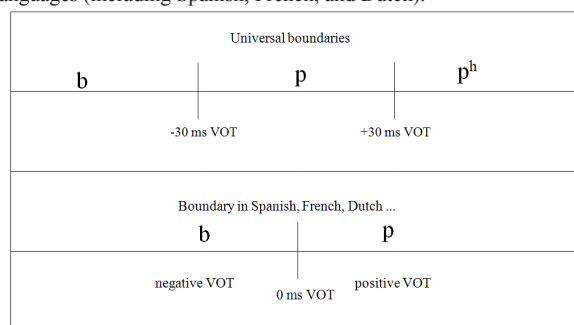 anguages (including Spanish, French, and Dutch).
Universal boundaries
b p pʰ
-30 ms VOT +30 ms VOT
Boundary in Spanish, French, Dutch ...
b p
negative VOT 0 ms VOT positive VOT